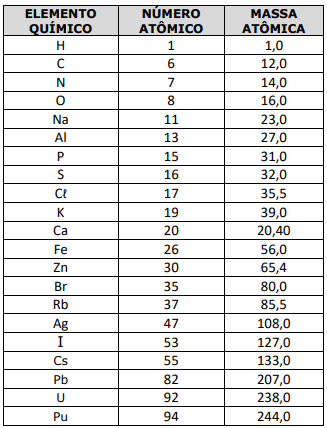 ELEMENTO QUÍMICO NÚMERO ATÔMICO MASSA ATÔMICA
H 1 1,0
C 6 12,0
N 7 14,0
O 8 16,0
Na 11 23,0
Al 13 27,0
P 15 31,0
S 16 32,0
Cℓ 17 35,5
K 19 39,0
Ca 20 20,40
Fe 26 56,0
Zn 30 65,4
Br 35 80,0
Rb 37 85,5
Ag 47 108,0
I 53 127,0
Cs 55 133,0
Pb 82 207,0
U 92 238,0
Pu 94 244,0